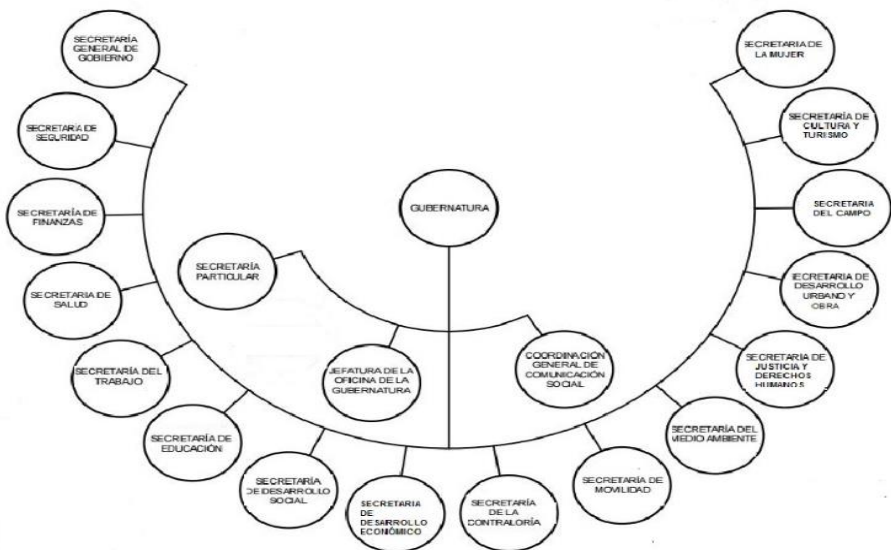 SECRETARÍA
GENERAL DE
GOBIERNO
SECRETARÍA DE
SEGURIDAD
SECRETARÍA DE
FINANZAS
SECRETARIA DE
SALUD
SECRETARÍA DEL
TRABAJO
SECRETARÍA DE
EDUCACIÓN
SECRETARÍA
DE DESARROLLO
SOCIAL
SECRETARIA
DE
DESARROLLO
ECONÓMICO
SECRETARÍA
DE LA
CONTRALORÍA
SECRETARÍA DE
MOVILIDAD
SECRETARÍA DEL
MEDIO AMBIENTE
SECRETARÍA DE
JUSTICIA Y
DERECHOS
HUMANOS
SECRETARIA DE
DESARROLLO
URBANO Y
OBRA
SECRETARIA
DEL CAMPO
SECRETARÍA DE
CULTURA Y
TURISMO
SECRETARIA DE
LA MUJER
GUBERNATURA
SECRETARÍA
PARTICULAR
JEFATURA DE LA
OFICINA DE LA
GUBERNATURA
COORDINACIÓN
GENERAL DE
COMUNICACIÓN
SOCIAL